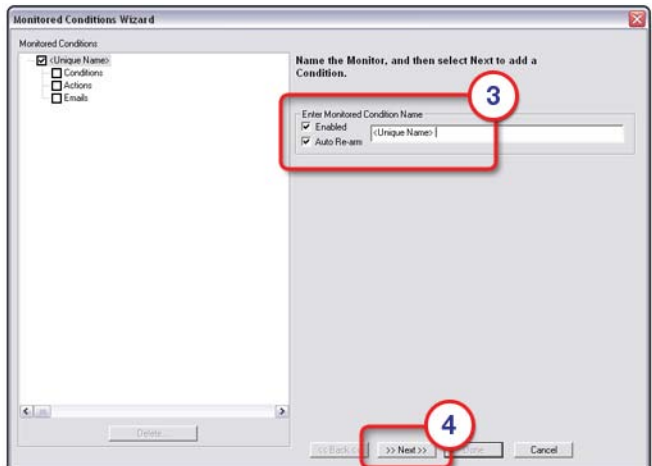 Monitored Conditions Wizard
Monitored Conditions
<Unique Name>
Conditions
Actions
Emails
Name the Monitor, and then select Next to add a
Condition.
3
Enter Monitored Condition Name
Enabled
Auto Re-arm
<Unique Name>
4
Delete...
<< Back <<
>> Next >>
Done
Cancel